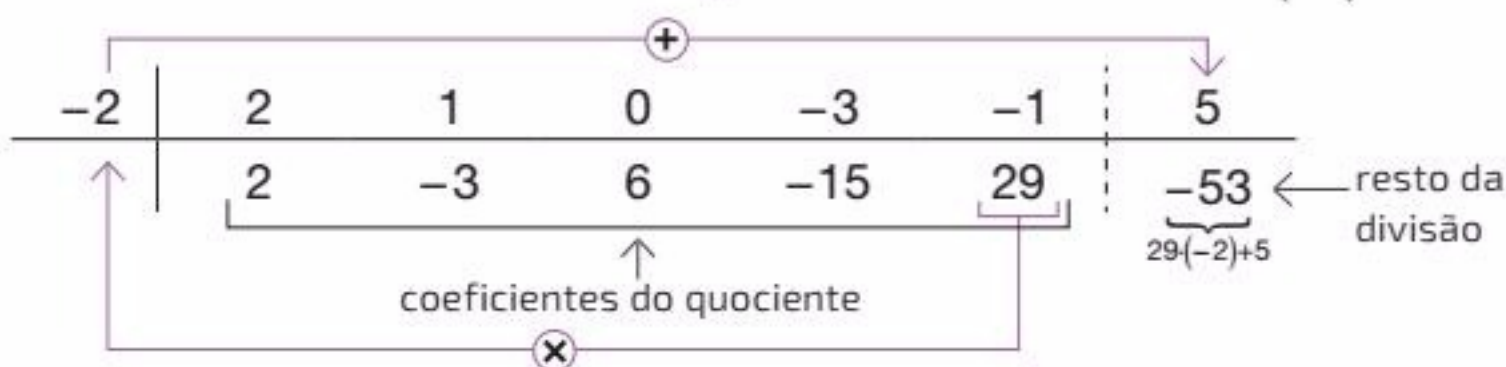 +
−2 2 1 0 −3 −1 5
2 −3 6 −15 29 −53 resto da
divisão
29·(−2)+5
coeficientes do quociente
×